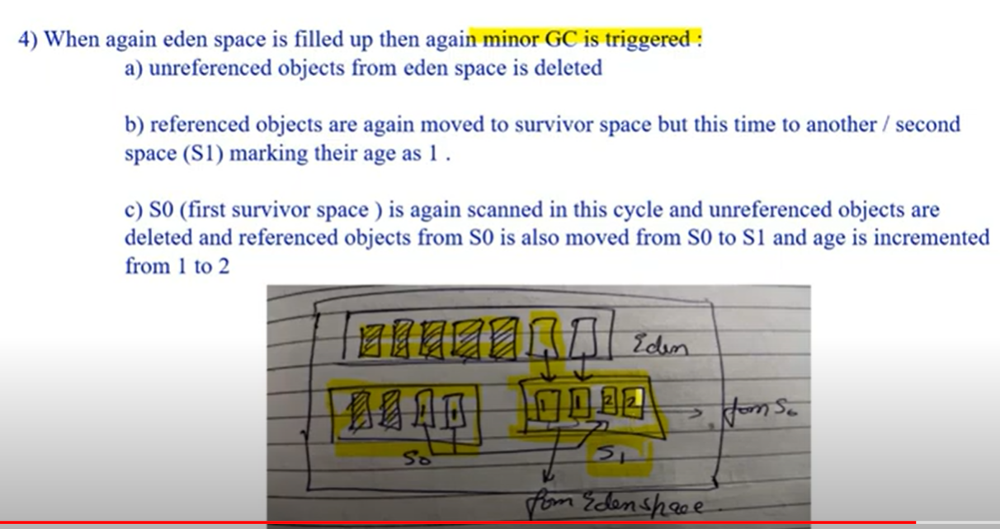 4) When again eden space is filled up then again minor GC is triggered :
a) unreferenced objects from eden space is deleted
b) referenced objects are again moved to survivor space but this time to another / second
space (S1) marking their age as 1 .
c) S0 (first survivor space ) is again scanned in this cycle and unreferenced objects are
deleted and referenced objects from S0 is also moved from S0 to S1 and age is incremented
from 1 to 2
Eden
1 1
1 1 2 2
from S0
S0
S1
from Eden space